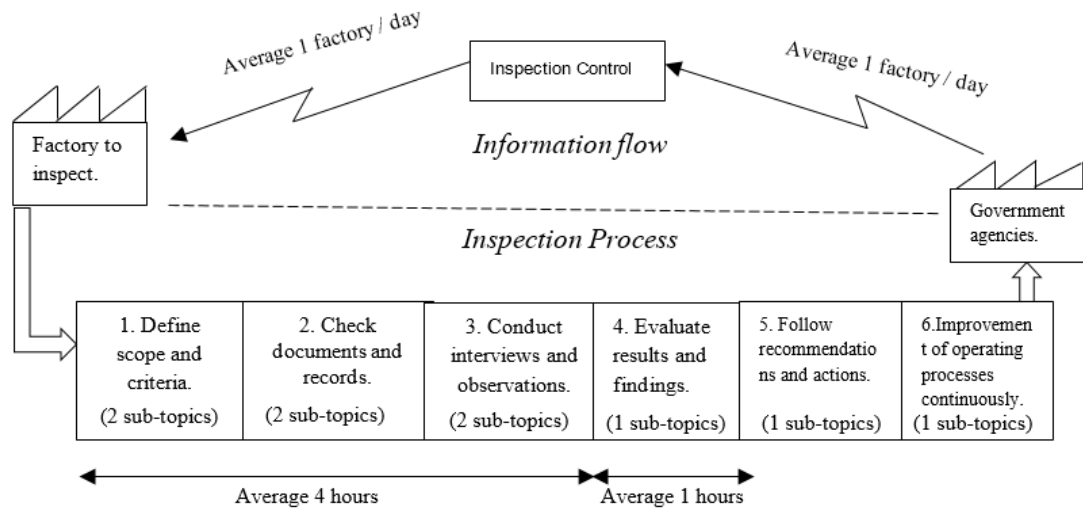 Average 1 factory / day
Inspection Control
Average 1 factory / day
Factory to
inspect.
Information flow
Government
agencies.
Inspection Process
1. Define
scope and
criteria.
(2 sub-topics)
2. Check
documents and
records.
(2 sub-topics)
3. Conduct
interviews and
observations.
(2 sub-topics)
4. Evaluate
results and
findings.
(1 sub-topics)
5. Follow
recommendatio
ns and actions.
(1 sub-topics)
6.Improvemen
t of operating
processes
continuously.
(1 sub-topics)
Average 4 hours
Average 1 hours